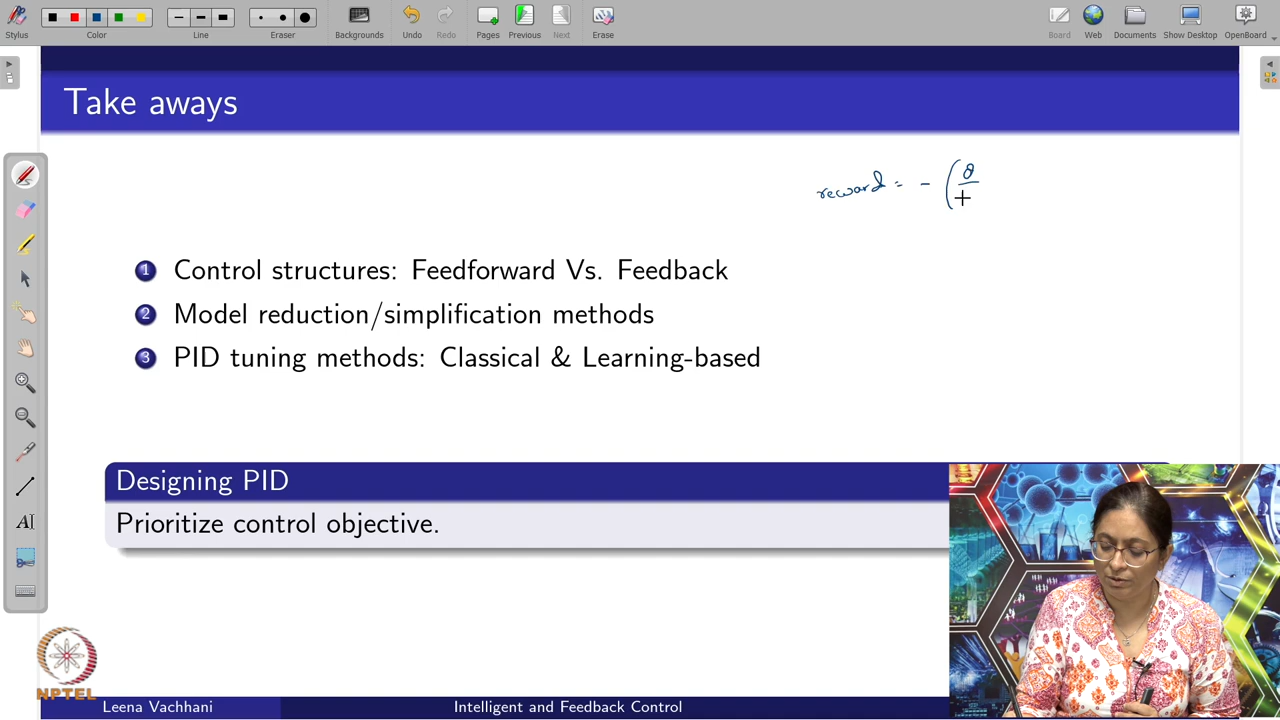 Stylus
Color
Line
Eraser
Backgrounds
Undo
Redo
Pages
Previous
Next
Erase
Board
Web
Documents
Show Desktop
OpenBoard
Take aways
reward = - (
1 Control structures: Feedforward Vs. Feedback
2 Model reduction/simplification methods
3 PID tuning methods: Classical & Learning-based
Designing PID
Prioritize control objective.
NPTEL
Leena Vachhani
Intelligent and Feedback Control